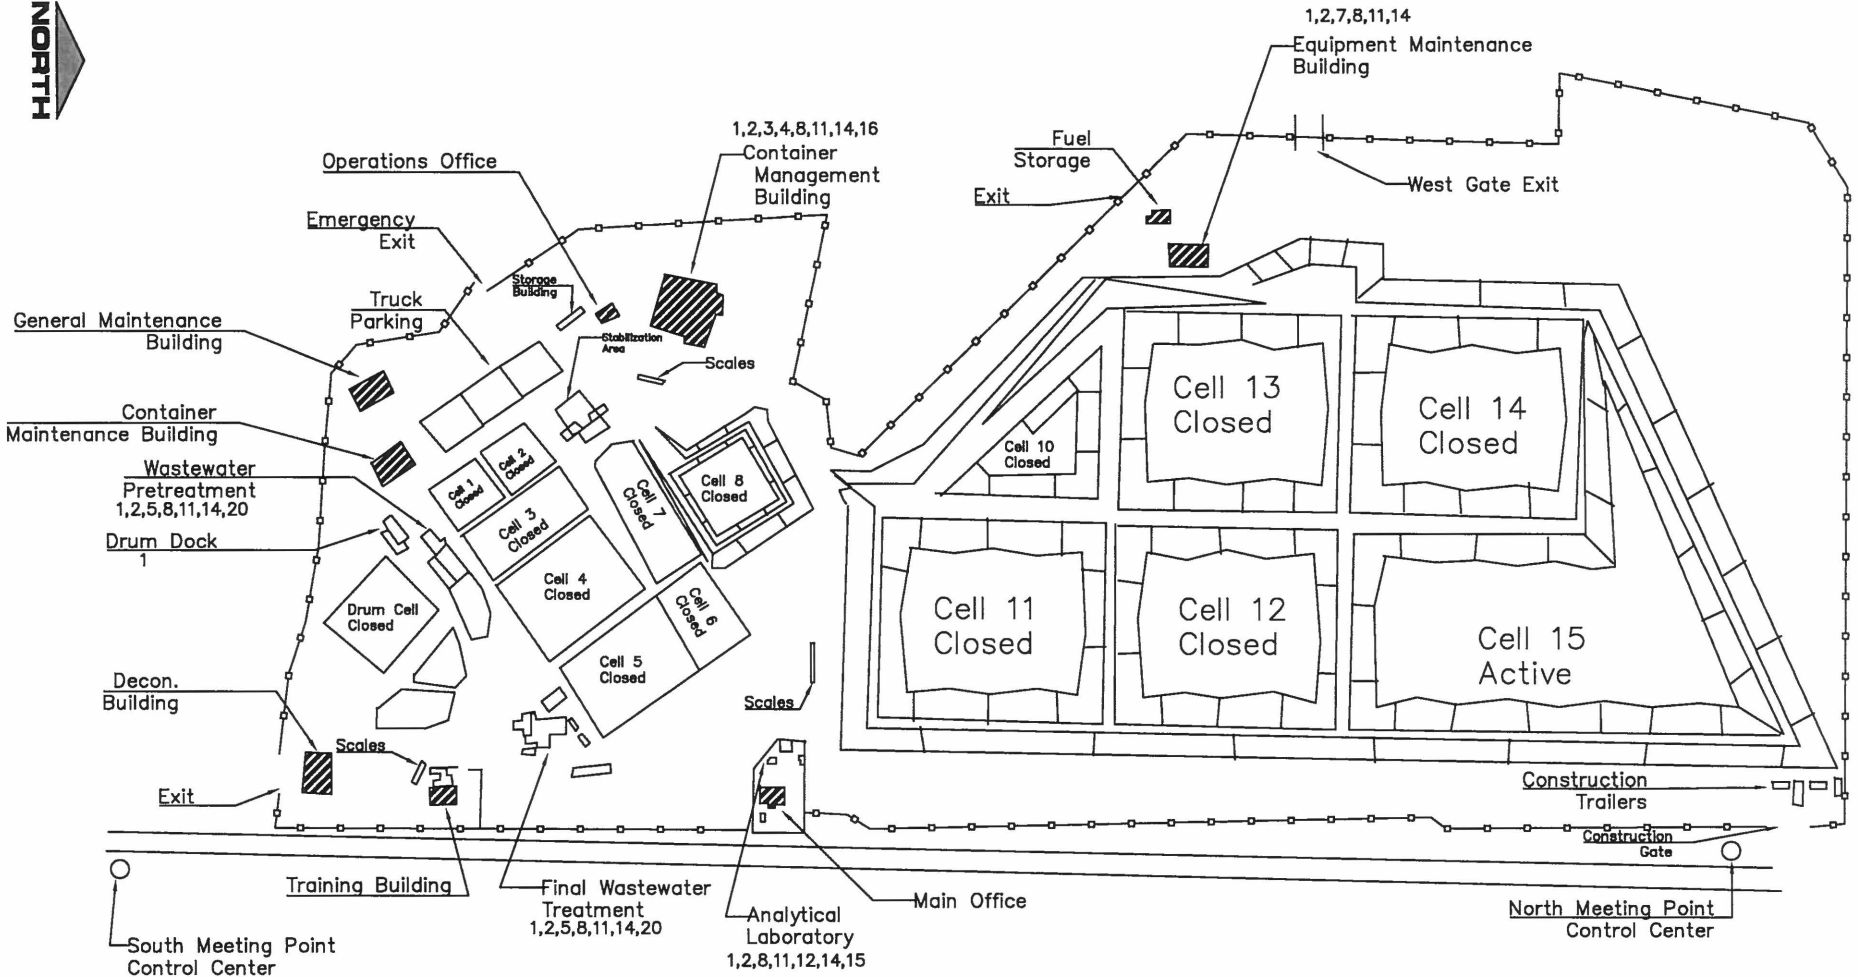 NORTH
1,2,7,8,11,14
Equipment Maintenance
Building
1,2,3,4,8,11,14,16
Container
Management
Building
Fuel
Storage
Operations Office
West Gate Exit
Exit
Emergency
Exit
Storage
Building
Truck
Parking
General Maintenance
Building
Stabilization
Area
Scales
Cell 13
Closed
Cell 14
Closed
Container
Maintenance Building
Cell 10
Closed
Cell 2
Closed
Wastewater
Pretreatment
1,2,5,8,11,14,20
Cell 1
Closed
Cell 7
Closed
Cell 8
Closed
Cell 3
Closed
Drum Dock
1
Cell 4
Closed
Drum Cell
Closed
Cell 6
Closed
Cell 11
Closed
Cell 12
Closed
Cell 15
Active
Cell 5
Closed
Decon.
Building
Scales
Scales
Exit
Construction
Trailers
Construction
Gate
Training Building
Final Wastewater
Treatment
1,2,5,8,11,14,20
Main Office
Analytical
Laboratory
1,2,8,11,12,14,15
North Meeting Point
Control Center
South Meeting Point
Control Center